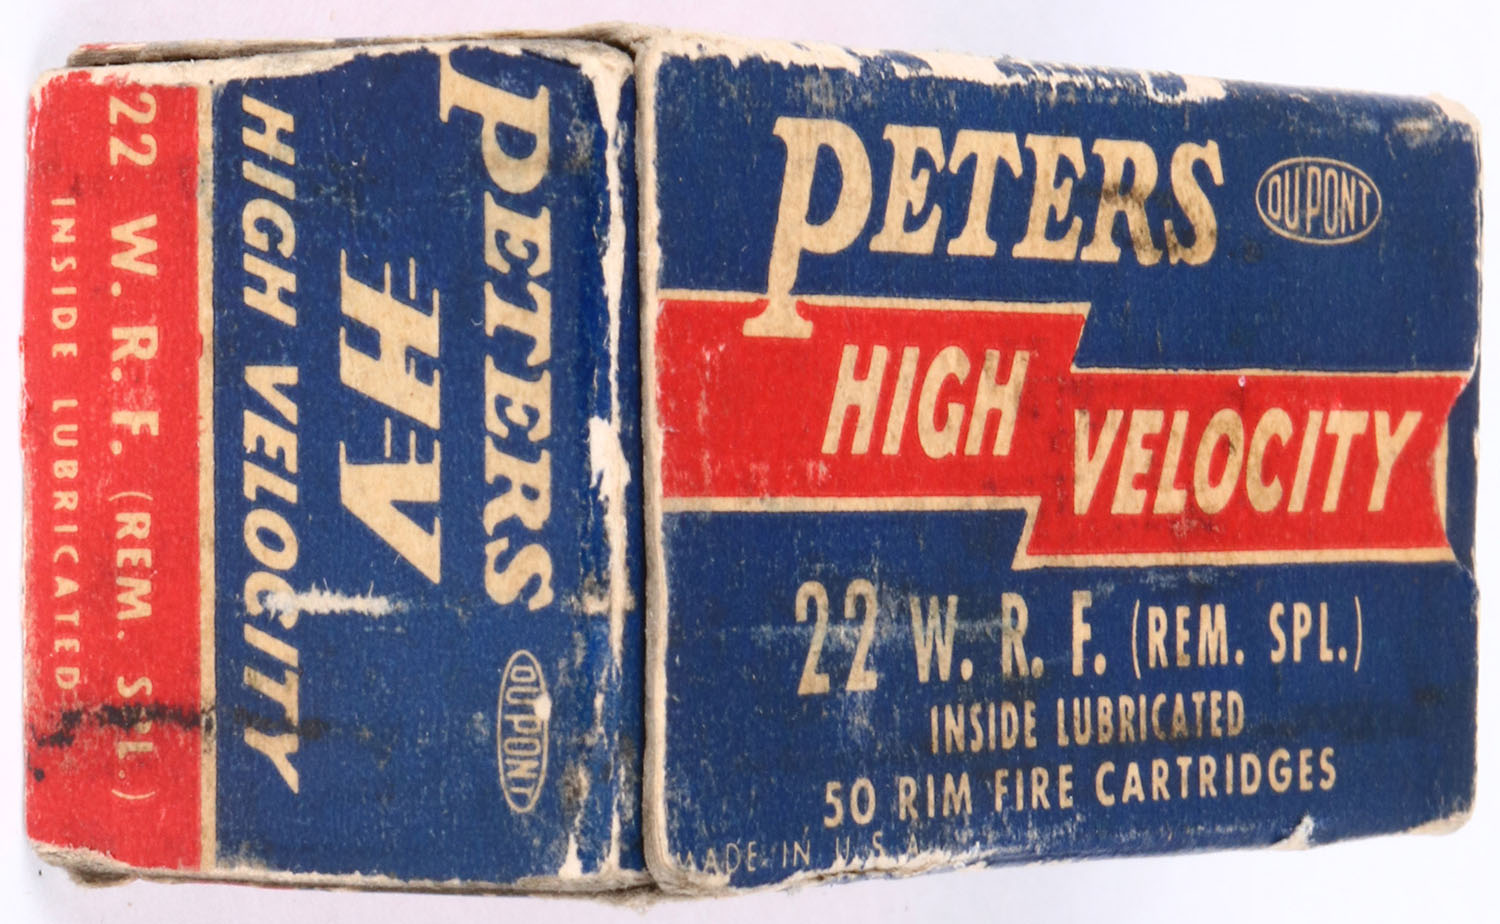 PETERS
DU PONT
HIGH
VELOCITY
22 W. R. F. (REM. SPL.)
INSIDE LUBRICATED
50 RIM FIRE CARTRIDGES
MADE IN U.S.A.
PETERS
DU PONT
HV
HIGH VELOCITY
22 W. R. F. (REM. SPL.)
INSIDE LUBRICATED